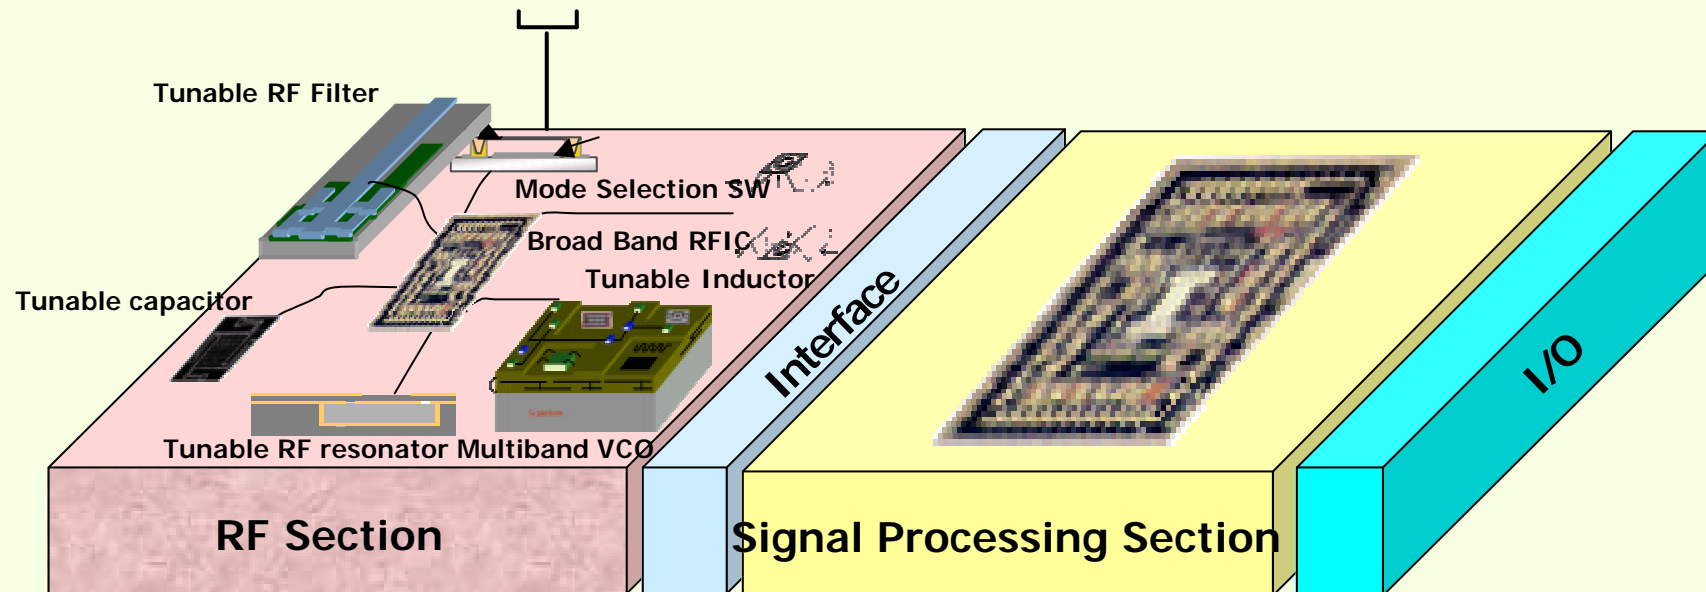 Tunable RF Filter
Mode Selection SW
Broad Band RFIC
Tunable Inductor
Tunable capacitor
Interface
I/O
Tunable RF resonator Multiband VCO
RF Section
Signal Processing Section